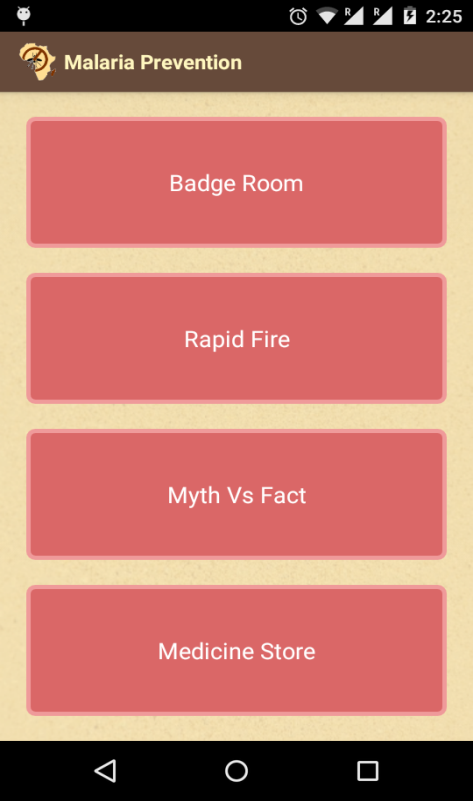 R R 2:25
Malaria Prevention
Badge Room
Rapid Fire
Myth Vs Fact
Medicine Store